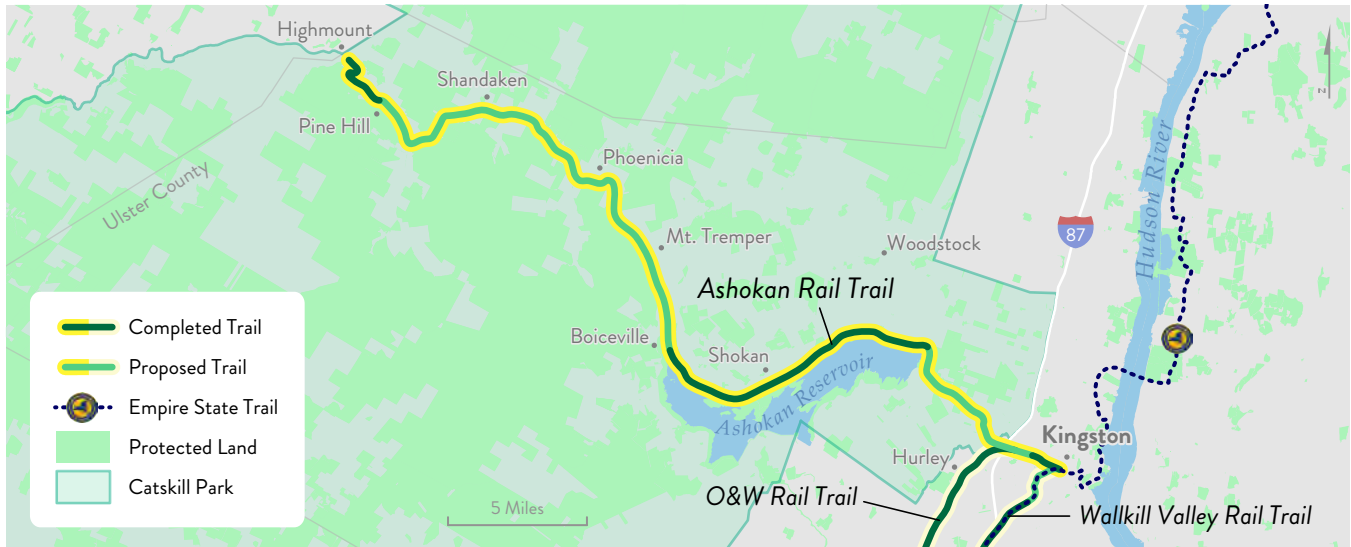 Highmount
Shandaken
Pine Hill
Phoenicia
Ulster County
Mt. Tremper
Woodstock
87
Hudson River
N
Ashokan Rail Trail
Boiceville
Shokan
Ashokan Reservoir
Kingston
Hurley
O&W Rail Trail
Wallkill Valley Rail Trail
5 Miles
Completed Trail
Proposed Trail
Empire State Trail
Protected Land
Catskill Park